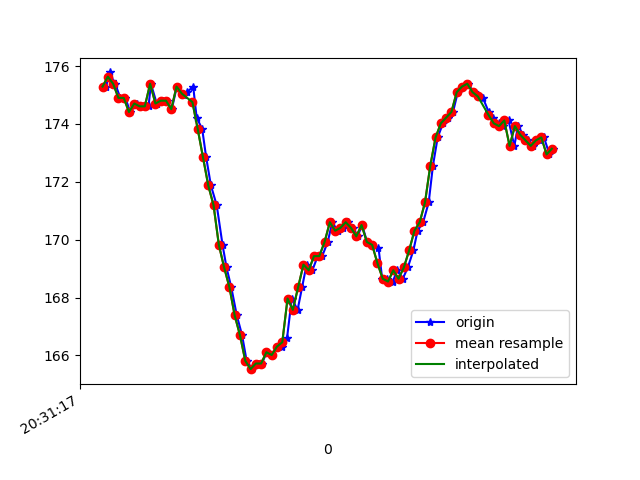 176
174
172
170
168
166
origin
mean resample
interpolated
20:31:17
0